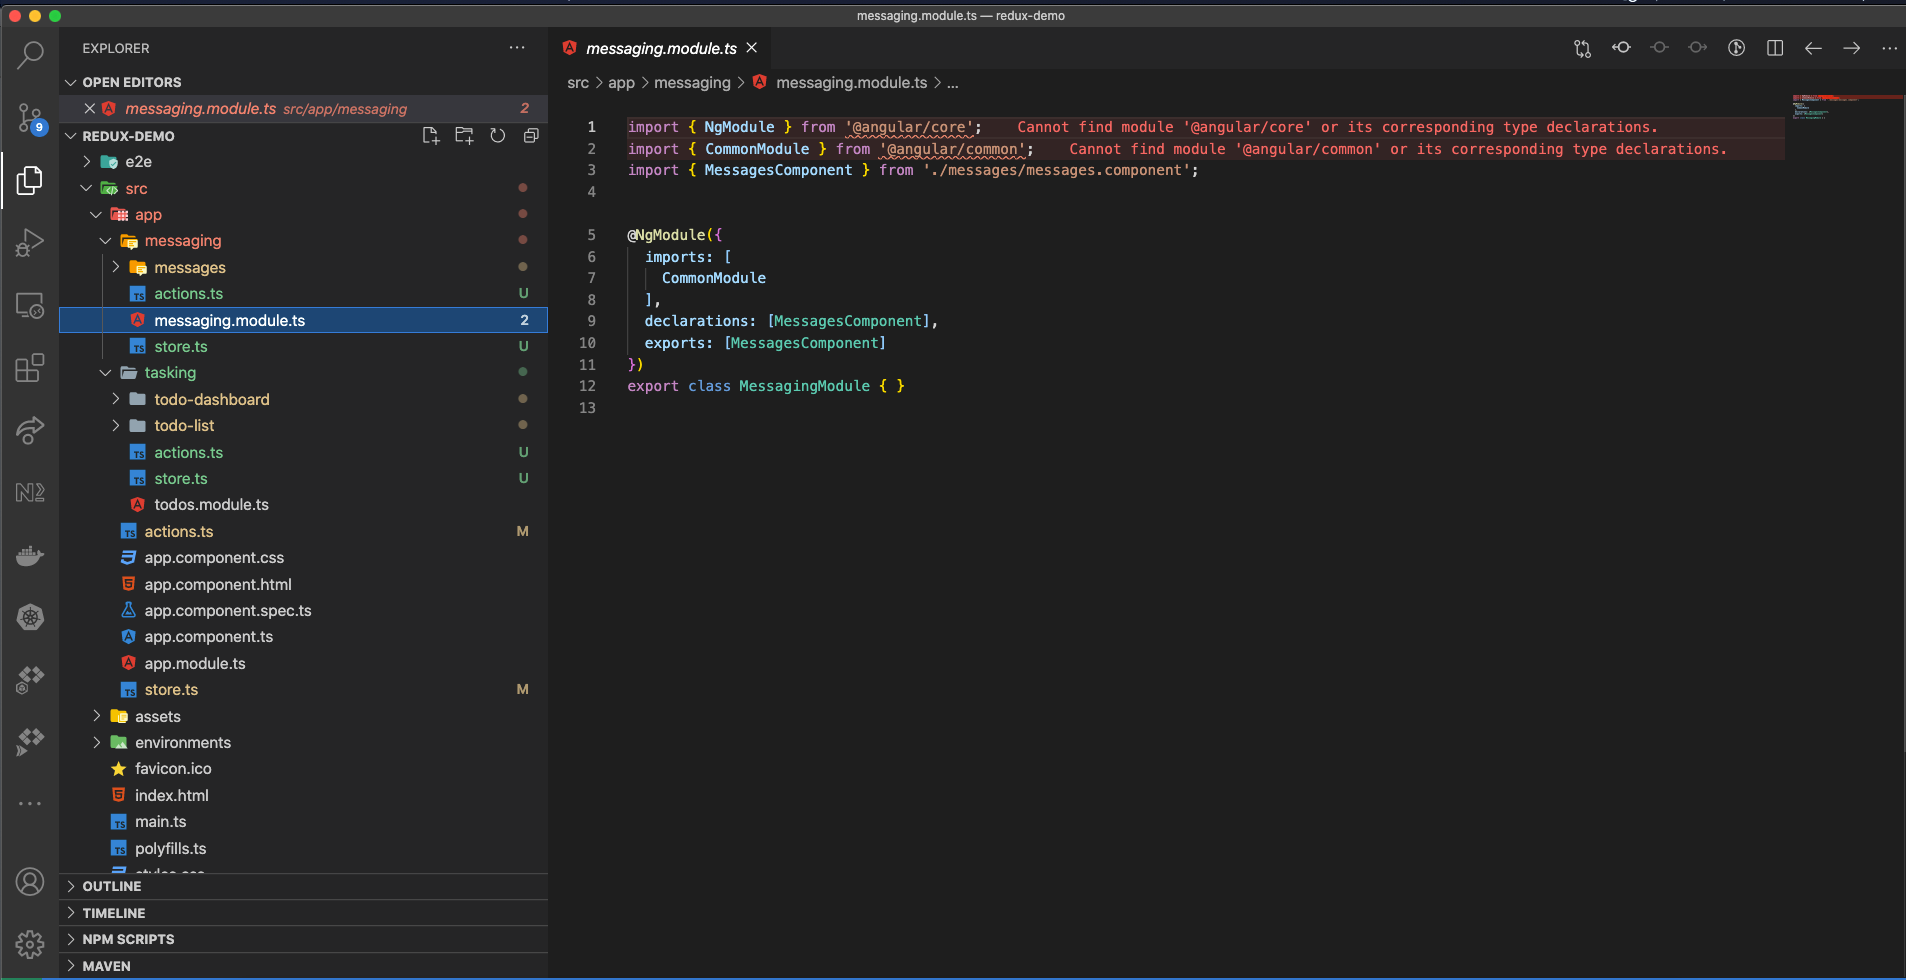 messaging.module.ts — redux-demo
EXPLORER
OPEN EDITORS
messaging.module.ts src/app/messaging 2
REDUX-DEMO
e2e
src
app
messaging
messages
actions.ts U
messaging.module.ts 2
store.ts U
tasking
todo-dashboard
todo-list
actions.ts U
store.ts U
todos.module.ts
actions.ts M
app.component.css
app.component.html
app.component.spec.ts
app.component.ts
app.module.ts
store.ts M
assets
environments
favicon.ico
index.html
main.ts
polyfills.ts
OUTLINE
TIMELINE
NPM SCRIPTS
MAVEN
9
messaging.module.ts
src > app > messaging > messaging.module.ts > ...
1 import { NgModule } from '@angular/core'; Cannot find module '@angular/core' or its corresponding type declarations.
2 import { CommonModule } from '@angular/common'; Cannot find module '@angular/common' or its corresponding type declarations.
3 import { MessagesComponent } from './messages/messages.component';
4
5 @NgModule({
6 imports: [
7 CommonModule
8 ],
9 declarations: [MessagesComponent],
10 exports: [MessagesComponent]
11 })
12 export class MessagingModule { }
13